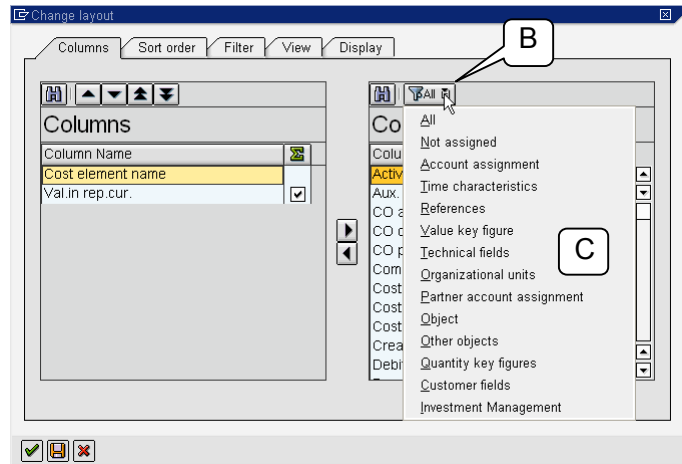 Change layout
Columns Sort order Filter View Display
B
All
Columns
Co
Column Name
Colu
Cost element name
Val.in rep.cur.
Activ
Aux.
CO a
CO o
CO p
Com
Cost
Cost
Cost
Crea
Debi
All
Not assigned
Account assignment
Time characteristics
References
Value key figure
Technical fields
Organizational units
Partner account assignment
Object
Other objects
Quantity key figures
Customer fields
Investment Management
C